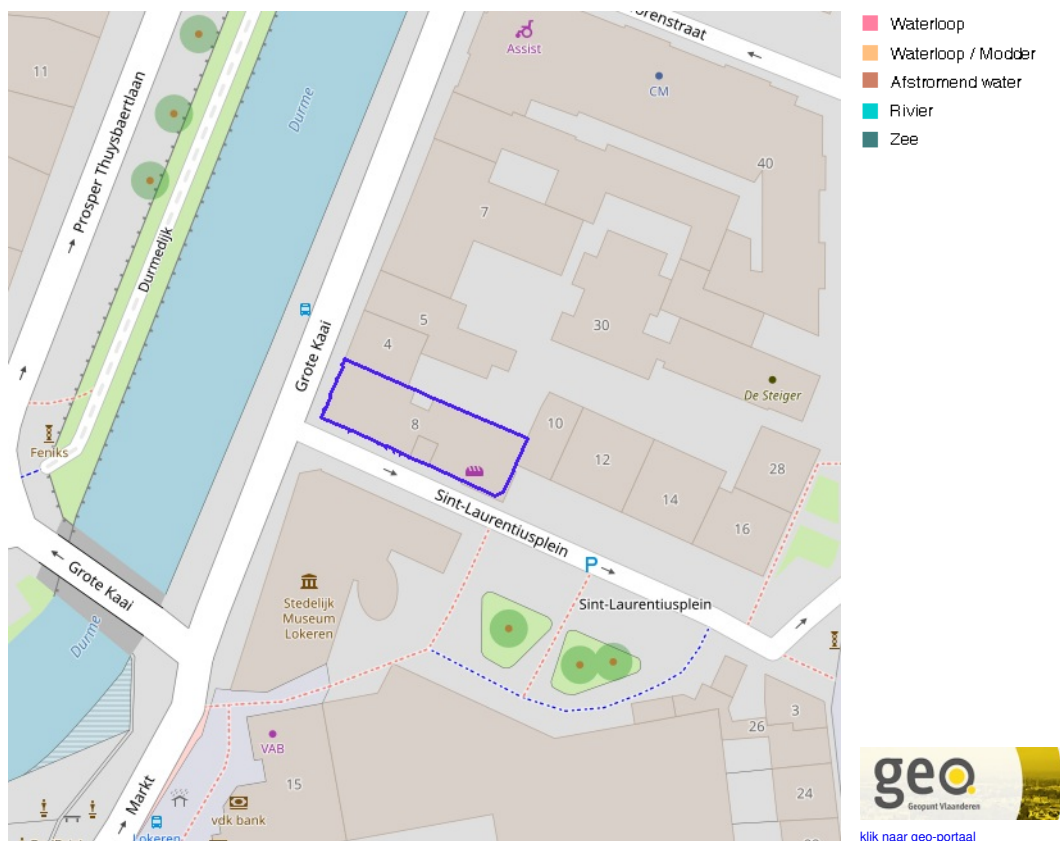 orenstraat
Assist
CM
11
40
Durme
Prosper Thuysbaertlaan
7
Durmedijk
5
30
4
Grote Kaai
De Steiger
8
10
Feniks
12
28
14
16
Sint-Laurentiusplein
P
Grote Kaai
Stedelijk
Museum
Lokeren
Sint-Laurentiusplein
Durme
3
26
VAB
15
24
Markt
vdk bank
Lokeren
Waterloop
Waterloop / Modder
Afstromend water
Rivier
Zee
geo
Geopunt Vlaanderen
klik naar geo-portaal